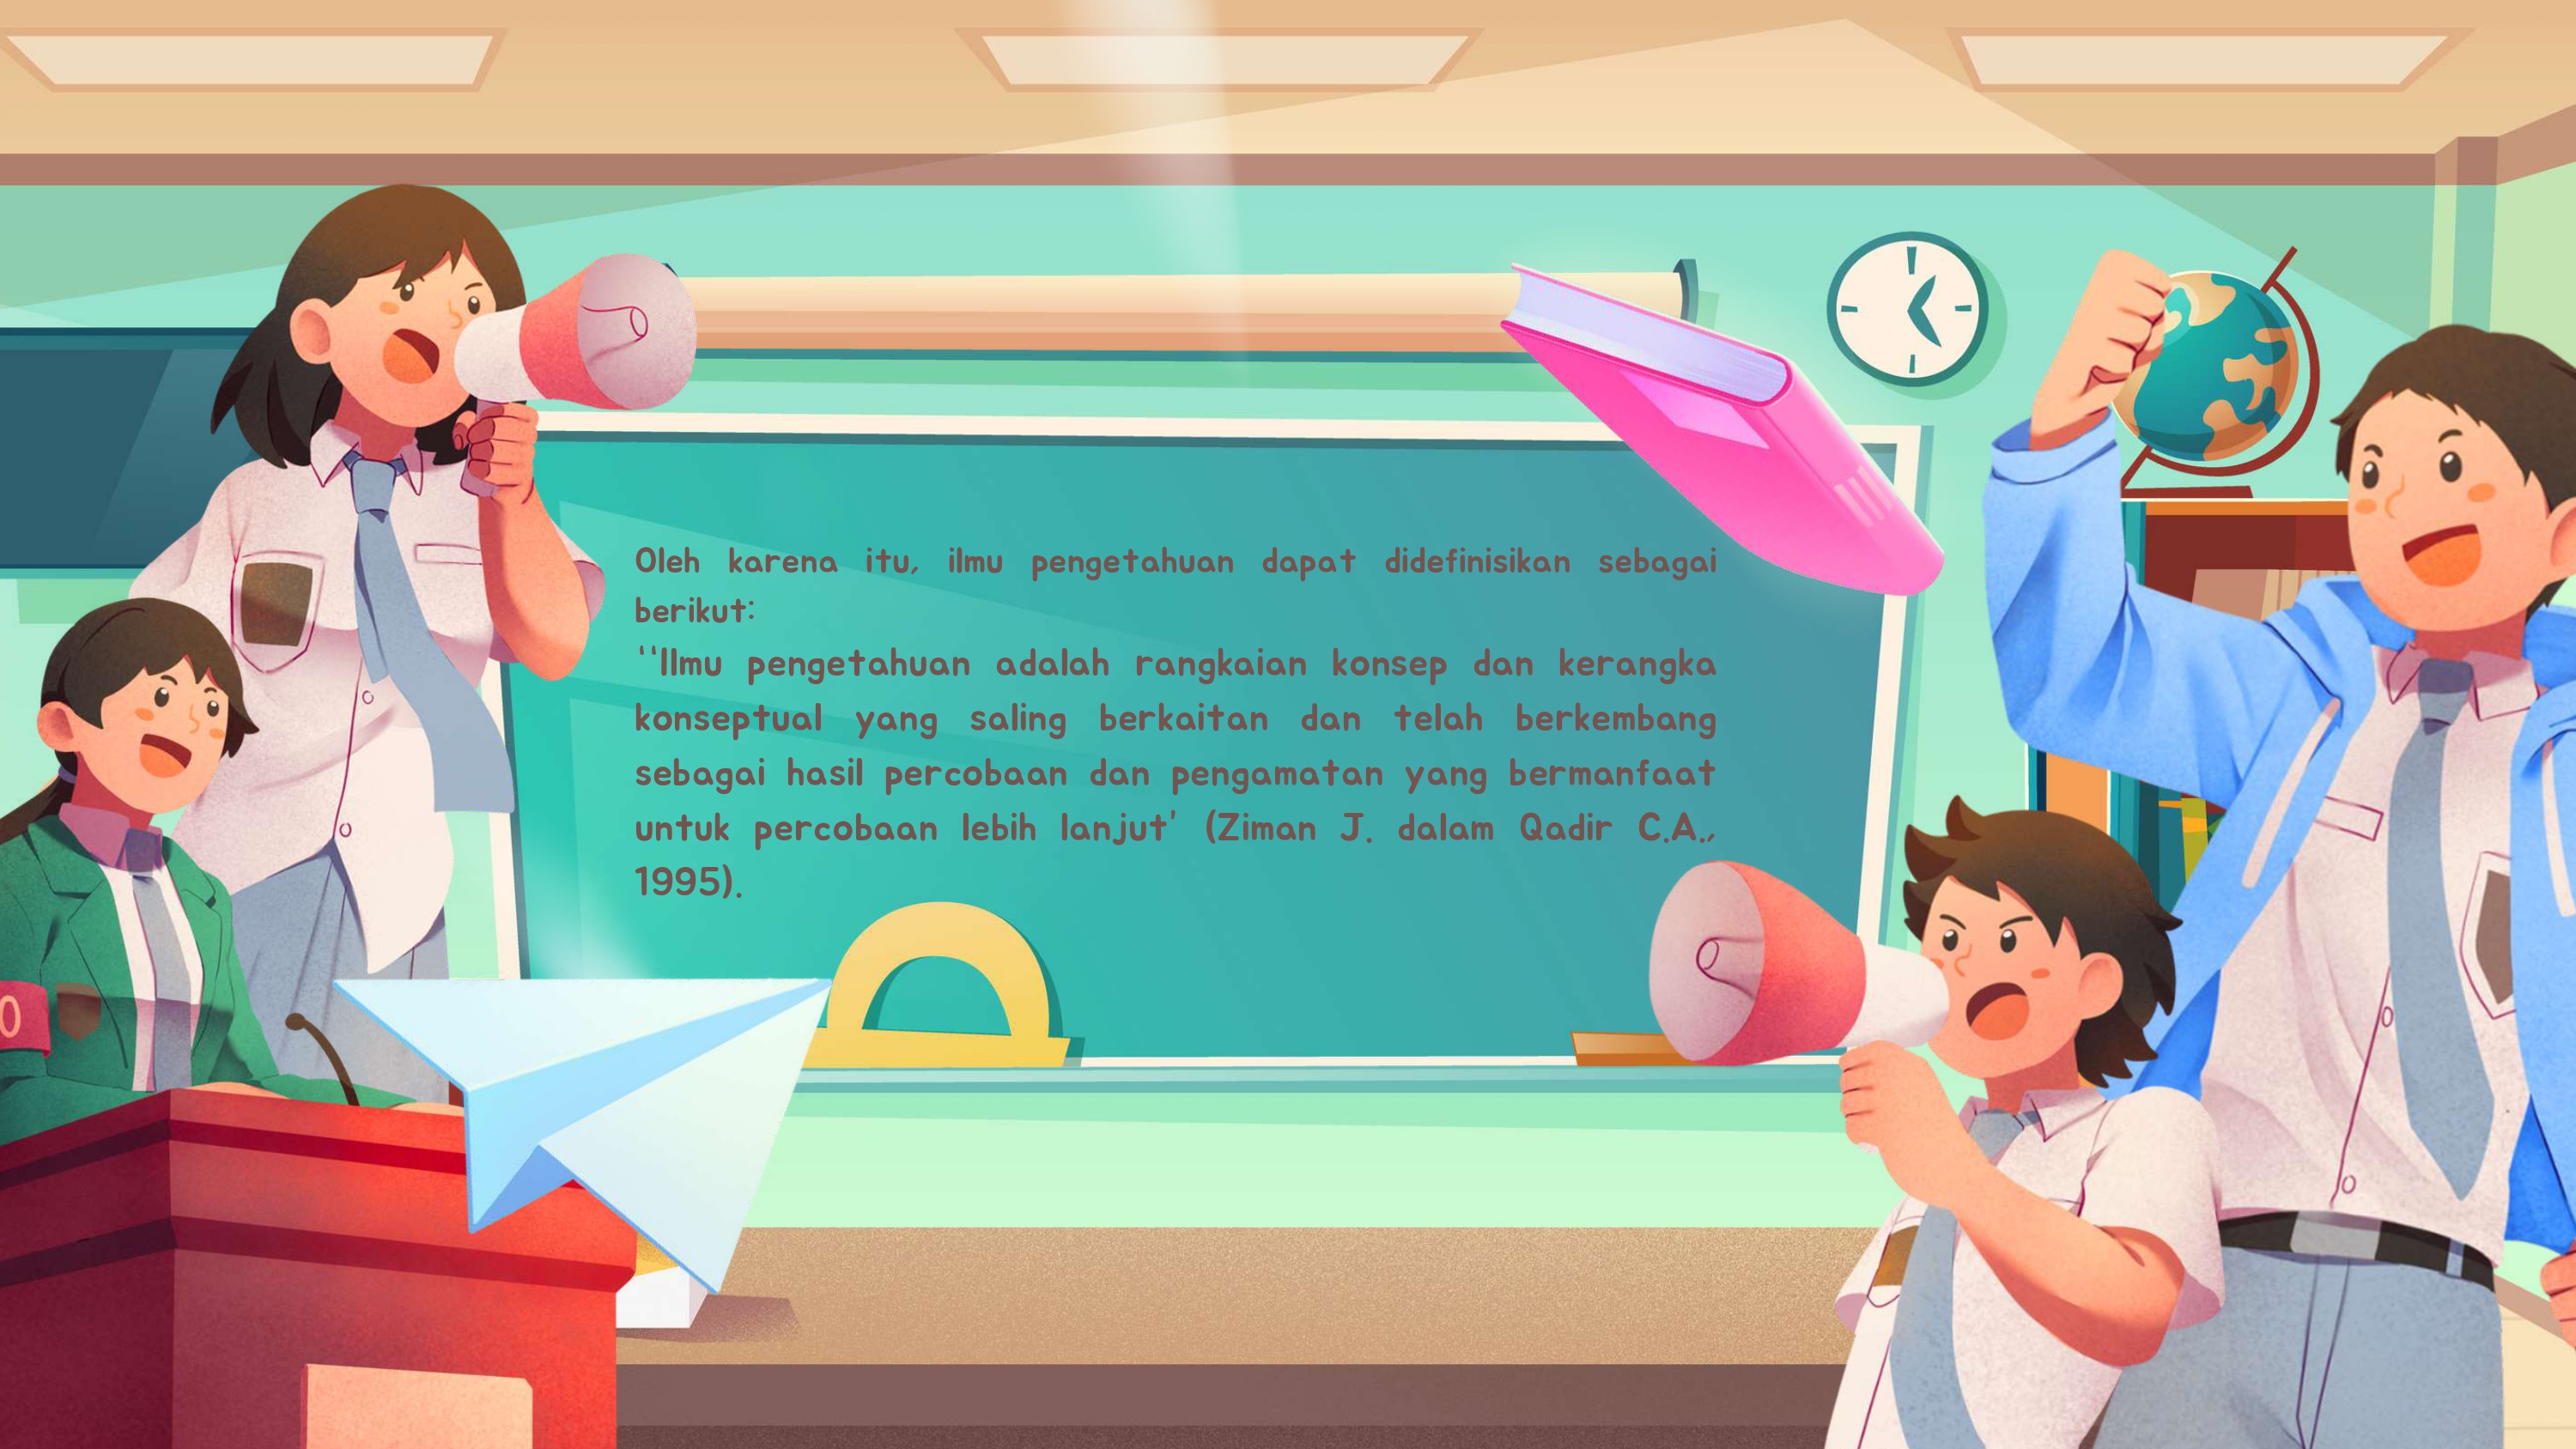 Oleh karena itu, ilmu pengetahuan dapat didefinisikan sebagai
berikut:
‘‘Ilmu pengetahuan adalah rangkaian konsep dan kerangka
konseptual yang saling berkaitan dan telah berkembang
sebagai hasil percobaan dan pengamatan yang bermanfaat
untuk percobaan lebih lanjut’ (Ziman J. dalam Qadir C.A.,
1995).